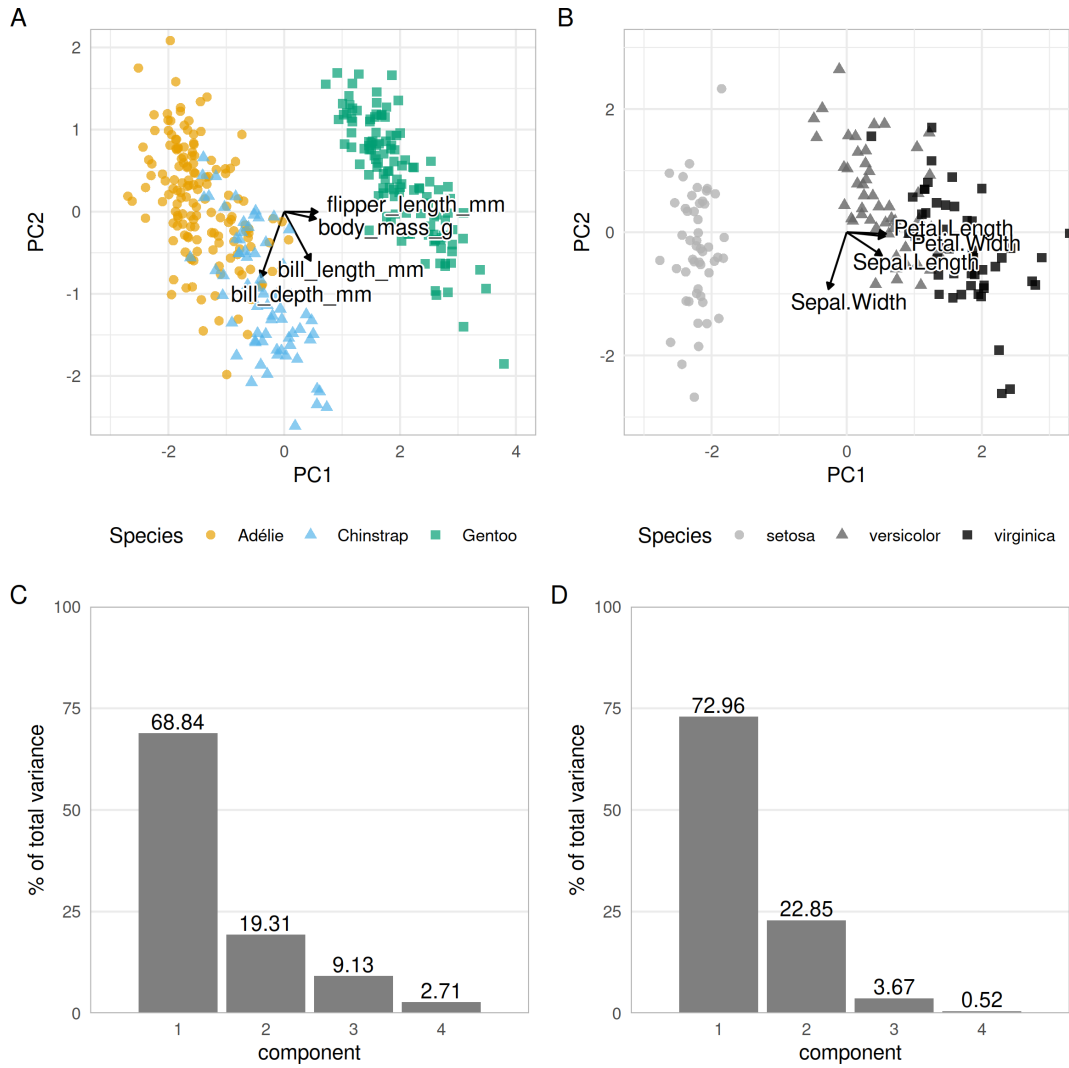 A
B
2
1
0
-1
-2
PC2
flipper_length_mm
body_mass_g
bill_length_mm
bill_depth_mm
-2
0
2
4
PC1
2
0
-2
PC2
Petal.Length
Petal.Width
Sepal.Length
Sepal.Width
-2
0
2
PC1
Species Adélie Chinstrap Gentoo
Species setosa versicolor virginica
C
D
100
75
50
25
0
% of total variance
68.84
19.31
9.13
2.71
1
2
3
4
component
100
75
50
25
0
% of total variance
72.96
22.85
3.67
0.52
1
2
3
4
component